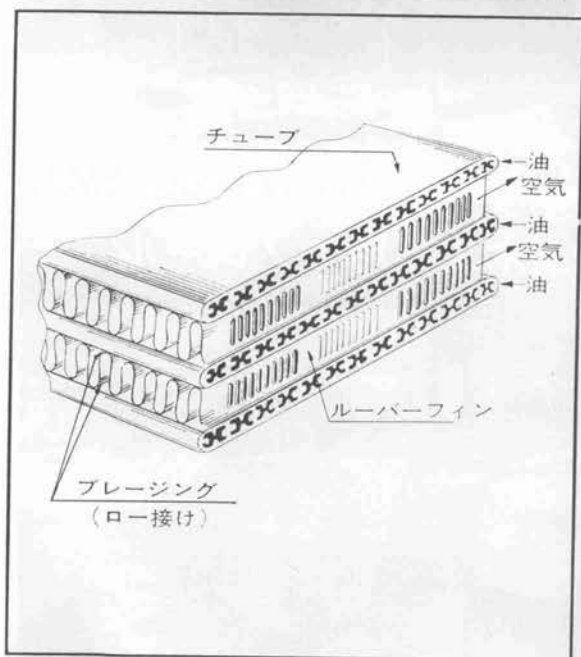 チューブ
油
空気
油
空気
油
ルーバーフィン
ブレージング
(ロー接け)